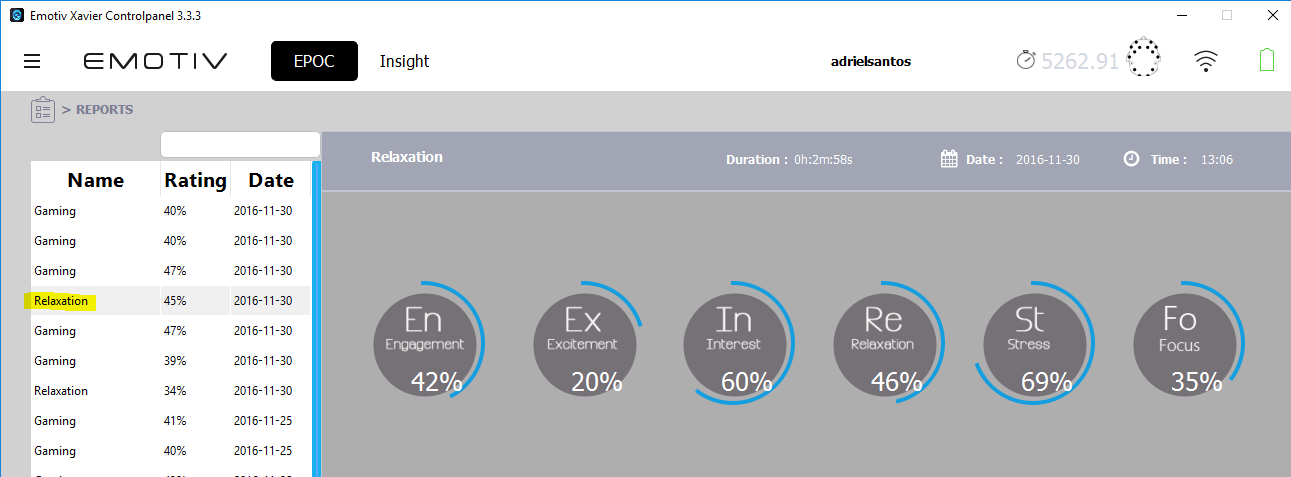 Emotiv Xavier Controlpanel 3.3.3
EMOTIV EPOC Insight adrielsantos 5262.91
> REPORTS
Relaxation Duration : 0h:2m:58s Date : 2016-11-30 Time : 13:06
Name Rating Date
Gaming 40% 2016-11-30
Gaming 40% 2016-11-30
Gaming 47% 2016-11-30
Relaxation 45% 2016-11-30
Gaming 47% 2016-11-30
Gaming 39% 2016-11-30
Relaxation 34% 2016-11-30
Gaming 41% 2016-11-25
Gaming 40% 2016-11-25
En Ex In Re St Fo
Engagement Excitement Interest Relaxation Stress Focus
42% 20% 60% 46% 69% 35%